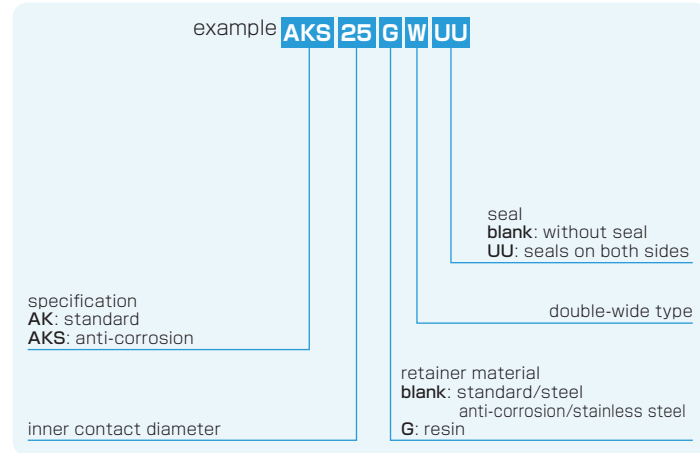 example AKS 25 G W UU
seal
blank: without seal
UU: seals on both sides
specification
AK: standard
AKS: anti-corrosion
double-wide type
retainer material
blank: standard/steel
anti-corrosion/stainless steel
G: resin
inner contact diameter